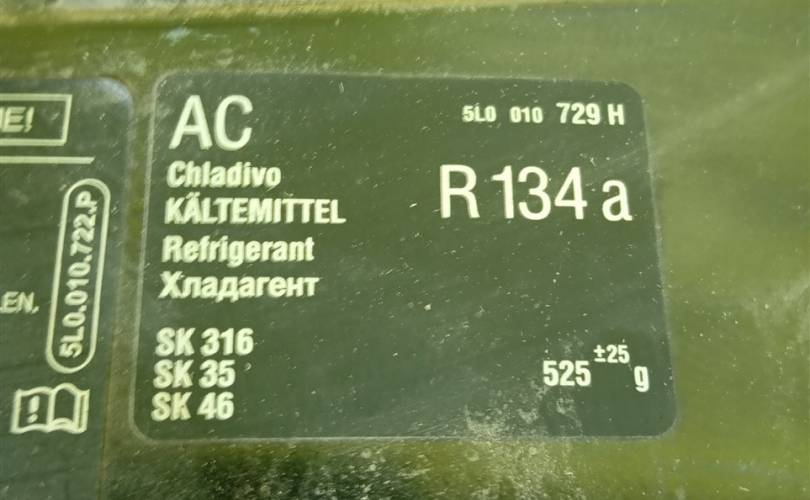 AC
5L0 010 729 H
Chladivo
KÄLTEMITTEL
Refrigerant
Хладагент
R 134 a
SK 316
SK 35
SK 46
525 ±25 g
5L0.010.722.P